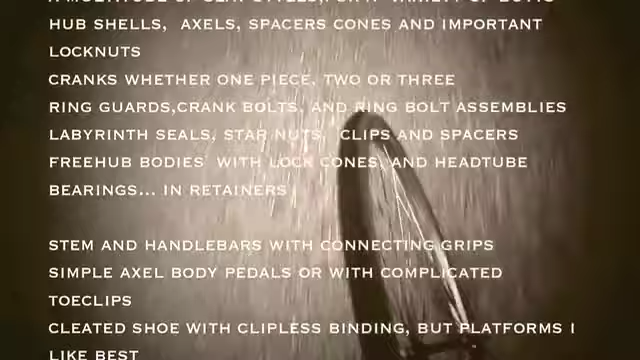 HUB SHELLS,  AXELS, SPACERS CONES AND IMPORTANT
LOCKNUTS
CRANKS WHETHER ONE PIECE, TWO OR THREE
RING GUARDS,CRANK BOLTS, AND RING BOLT ASSEMBLIES
LABYRINTH SEALS, STAR NUTS,  CLIPS AND SPACERS
FREEHUB BODIES  WITH LOCK CONES, AND HEADTUBE
BEARINGS... IN RETAINERS
STEM AND HANDLEBARS WITH CONNECTING GRIPS
SIMPLE AXEL BODY PEDALS OR WITH COMPLICATED
TOECLIPS
CLEATED SHOE WITH CLIPLESS BINDING, BUT PLATFORMS I
LIKE BEST